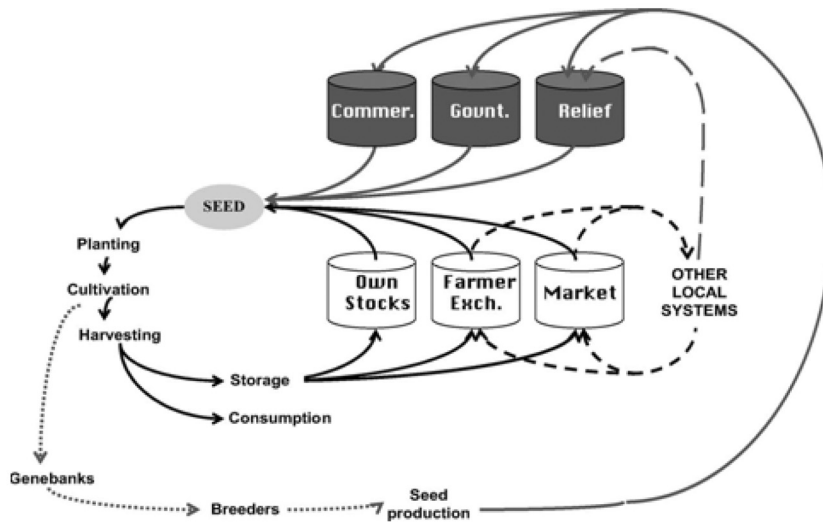 Commer.
Govnt.
Relief
SEED
Planting
Cultivation
Harvesting
Own
Stocks
Farmer
Exch.
Market
OTHER
LOCAL
SYSTEMS
Storage
Consumption
Genebanks
Breeders
Seed
production